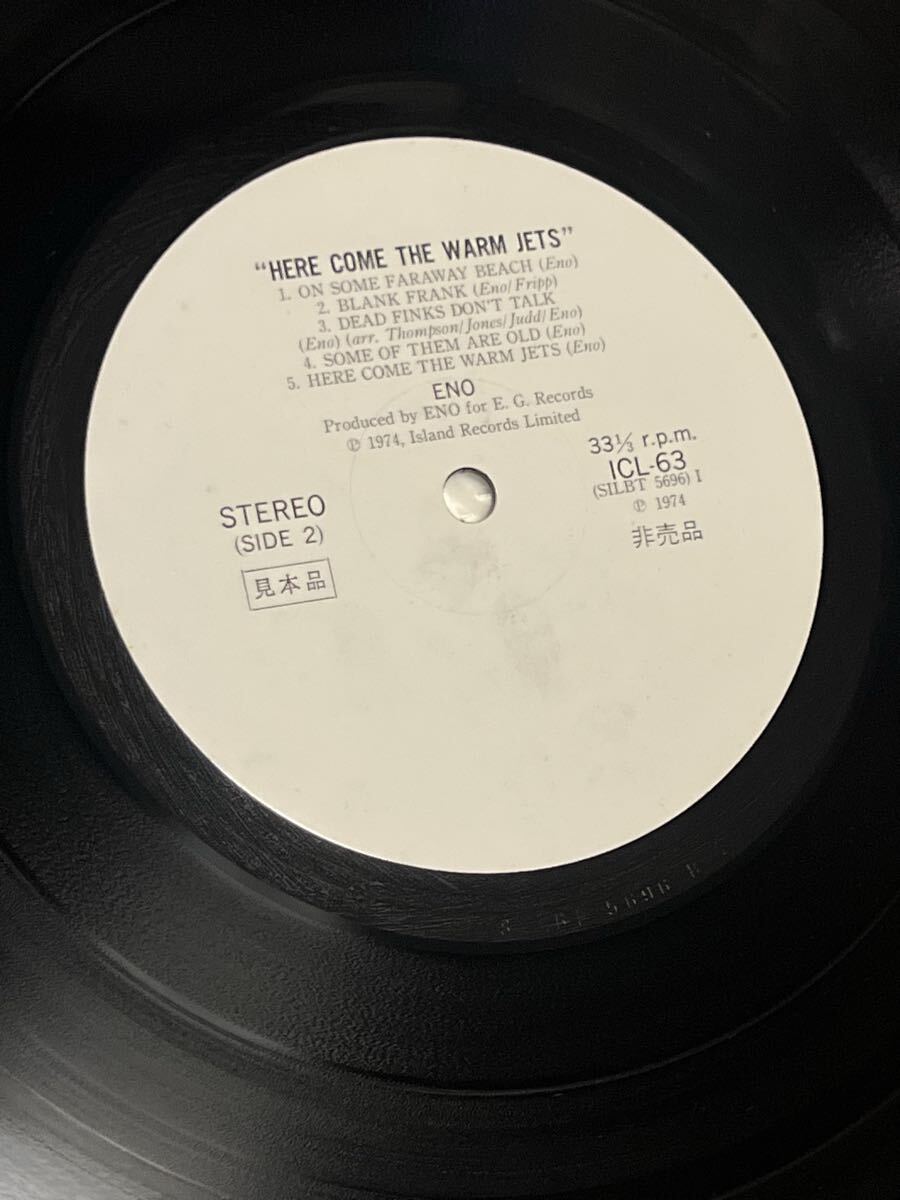 “HERE COME THE WARM JETS”
1. ON SOME FARAWAY BEACH (Eno)
2. BLANK FRANK (Eno/Fripp)
3. DEAD FINKS DON'T TALK
(Eno) (arr. Thompson/Jones/Judd/Eno)
4. SOME OF THEM ARE OLD (Eno)
5. HERE COME THE WARM JETS (Eno)
ENO
Produced by ENO for E. G. Records
℗ 1974, Island Records Limited
33⅓ r.p.m.
ICL-63
(SILBT 5696) I
℗ 1974
非売品
STEREO
(SIDE 2)
見本品
5696